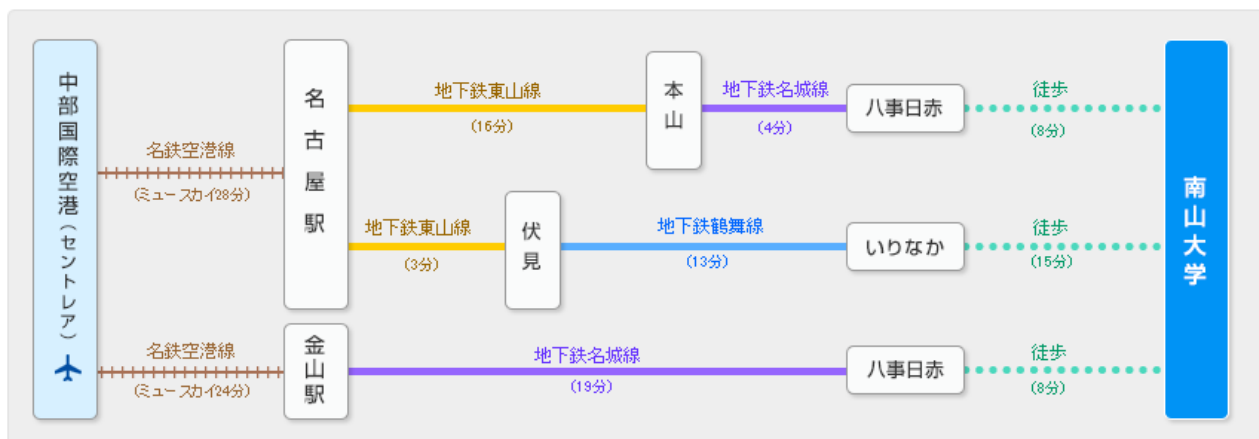 中部国際空港（セントレア）
名鉄空港線
(ミュースカイ28分)
名古屋駅
地下鉄東山線
(16分)
本山
地下鉄名城線
(4分)
八事日赤
徒歩
(8分)
地下鉄東山線
(3分)
伏見
地下鉄鶴舞線
(13分)
いりなか
徒歩
(15分)
名鉄空港線
(ミュースカイ24分)
金山駅
地下鉄名城線
(19分)
八事日赤
徒歩
(8分)
南山大学